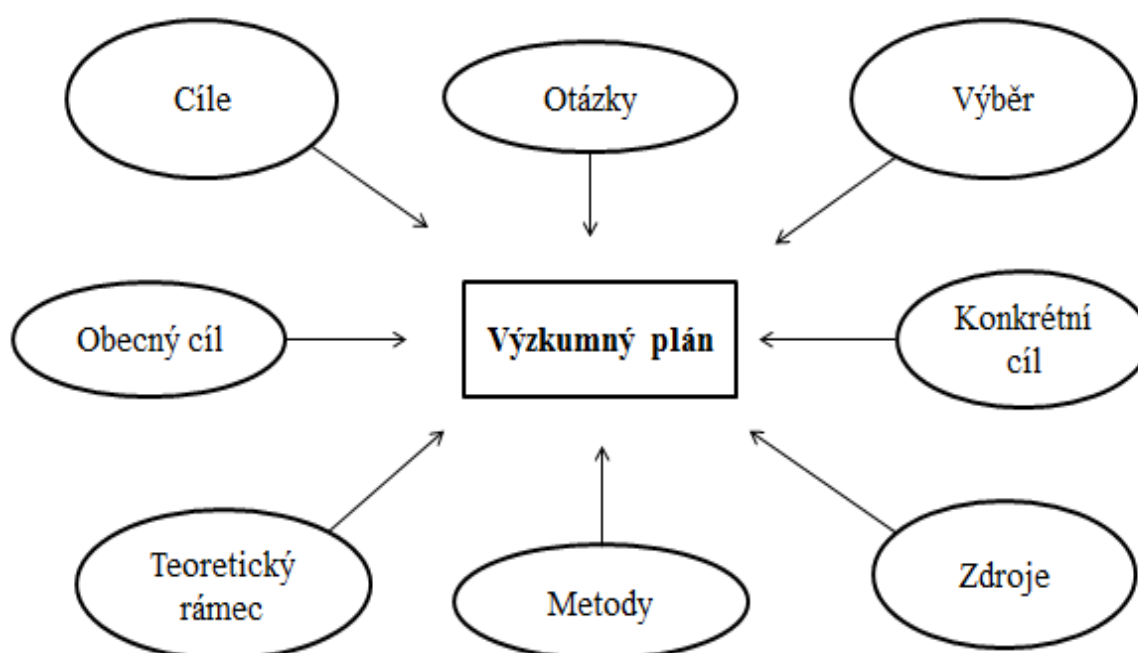 Cíle
Otázky
Výběr
Obecný cíl
Výzkumný plán
Konkrétní
cíl
Teoretický
rámec
Metody
Zdroje